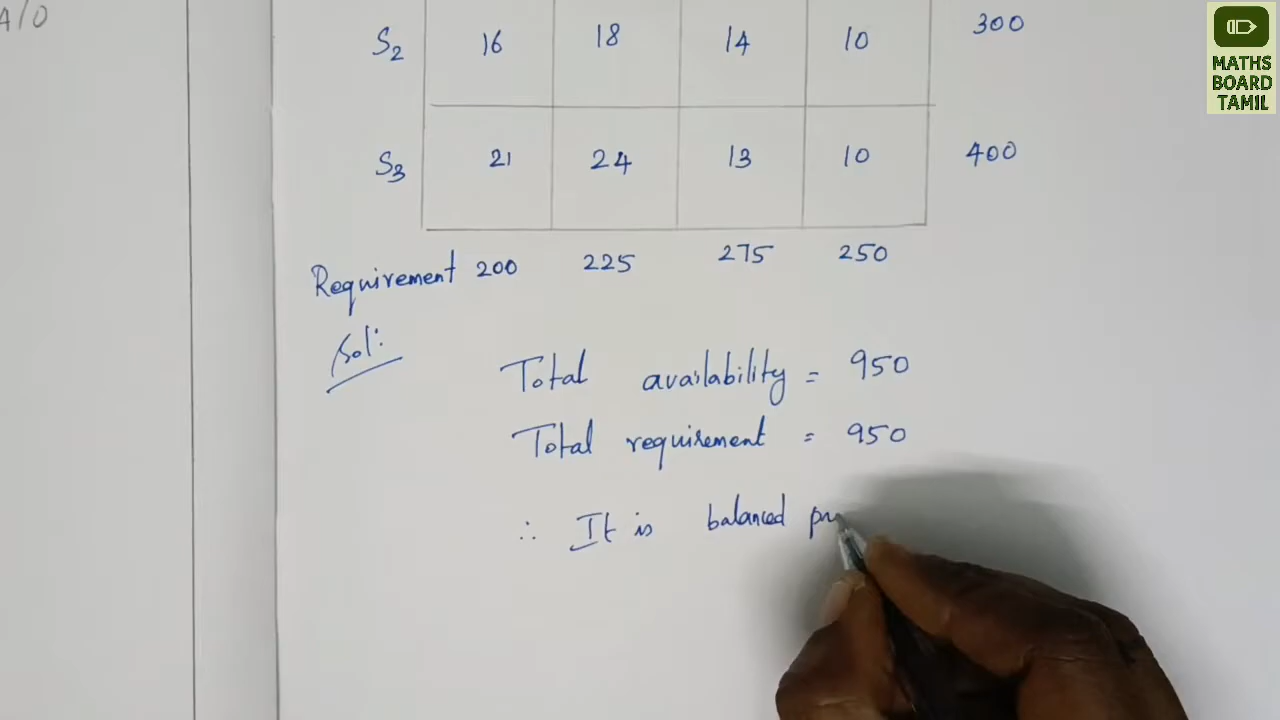 A/O
S2 16 18 14 10 300
S3 21 24 13 10 400
Requirement 200 225 275 250
Sol:
Total availability = 950
Total requirement = 950
∴ It is balanced
MATHS
BOARD
TAMIL